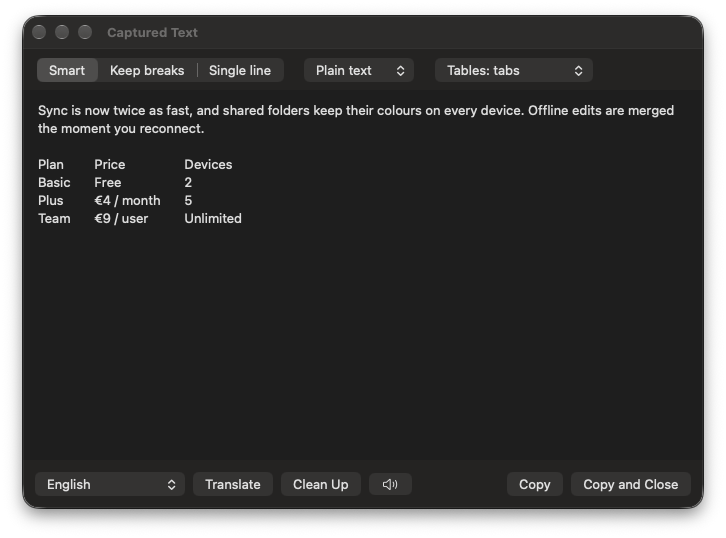 Captured Text
Smart Keep breaks Single line Plain text Tables: tabs
Sync is now twice as fast, and shared folders keep their colours on every device. Offline edits are merged
the moment you reconnect.
Plan Price Devices
Basic Free 2
Plus €4 / month 5
Team €9 / user Unlimited
English Translate Clean Up Copy Copy and Close